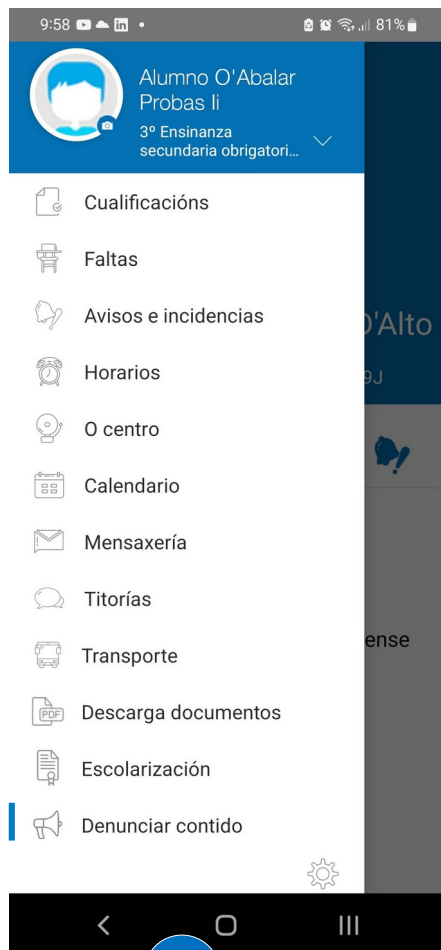 9:58
81%
Alumno O'Abalar
Probas Ii
3º Ensinanza
secundaria obrigatori...
Cualificacións
Faltas
Avisos e incidencias
O'Alto
Horarios
9J
O centro
Calendario
Mensaxería
Titorías
ense
Transporte
PDF
Descarga documentos
Escolarización
Denunciar contido